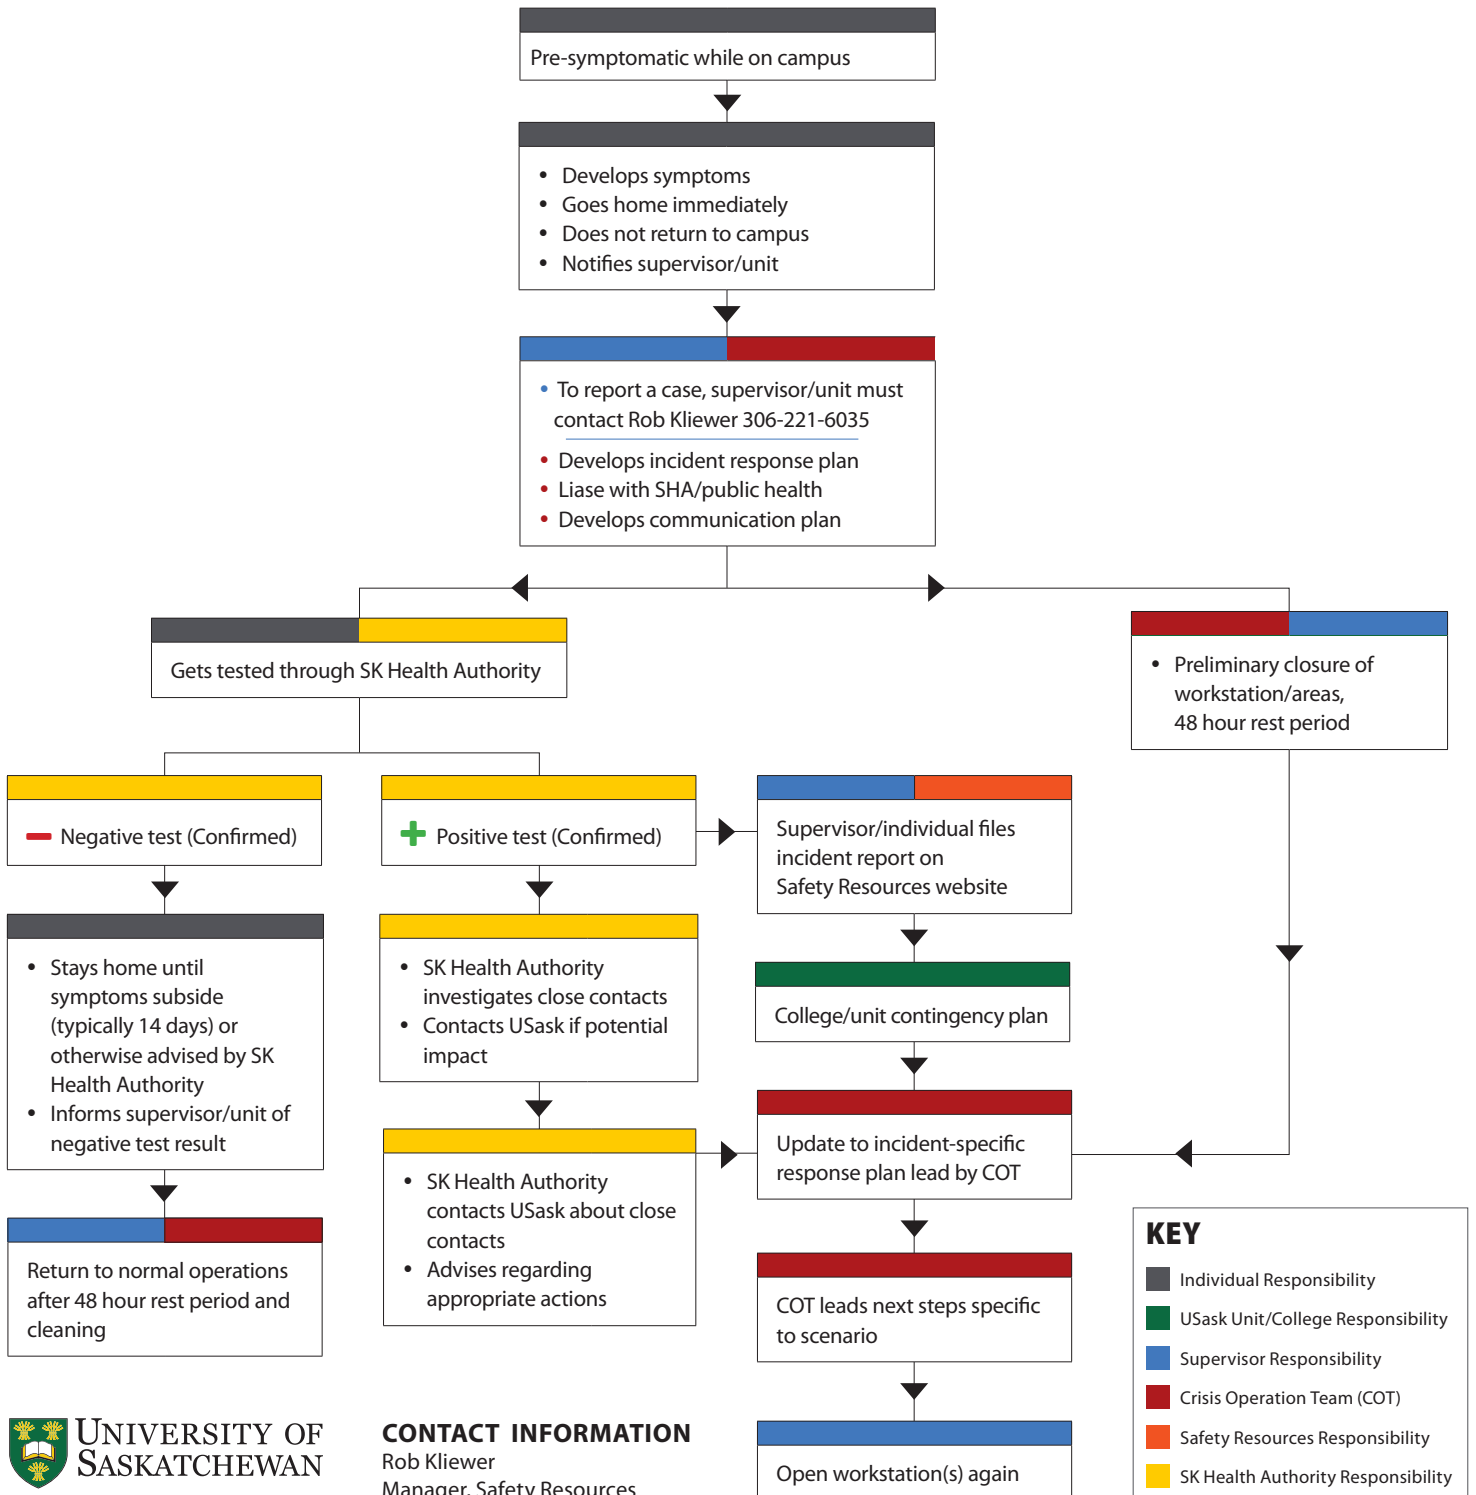 Pre-symptomatic while on campus
• Develops symptoms
• Goes home immediately
• Does not return to campus
• Notifies supervisor/unit
• To report a case, supervisor/unit must
contact Rob Kliewer 306-221-6035
• Develops incident response plan
• Liase with SHA/public health
• Develops communication plan
Gets tested through SK Health Authority
• Preliminary closure of
workstation/areas,
48 hour rest period
Negative test (Confirmed)
Positive test (Confirmed)
Supervisor/individual files
incident report on
Safety Resources website
• Stays home until
symptoms subside
(typically 14 days) or
otherwise advised by SK
Health Authority
• Informs supervisor/unit of
negative test result
• SK Health Authority
investigates close contacts
• Contacts USask if potential
impact
College/unit contingency plan
Update to incident-specific
response plan lead by COT
• SK Health Authority
contacts USask about close
contacts
• Advises regarding
appropriate actions
Return to normal operations
after 48 hour rest period and
cleaning
COT leads next steps specific
to scenario
Open workstation(s) again
KEY
Individual Responsibility
USask Unit/College Responsibility
Supervisor Responsibility
Crisis Operation Team (COT)
Safety Resources Responsibility
SK Health Authority Responsibility
UNIVERSITY OF
SASKATCHEWAN
CONTACT INFORMATION
Rob Kliewer
Manager, Safety Resources